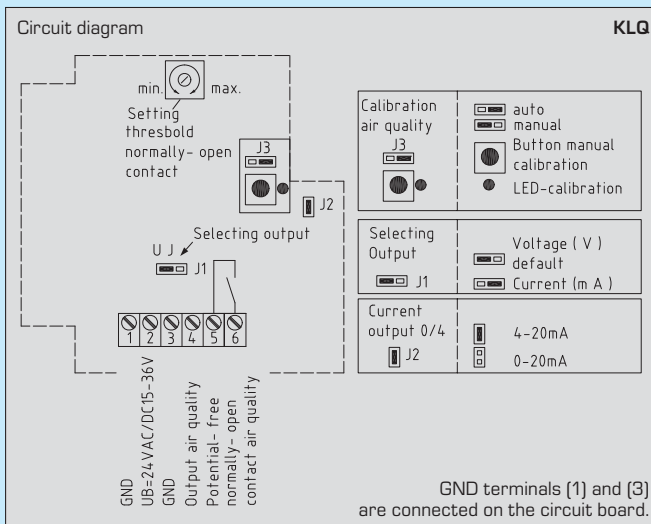 Circuit diagram
KLQ
min. max.
Setting
threshold
normally- open
contact
J3
J2
Selecting output
U J
J1
1 2 3 4 5 6
GND
UB=24VAC/DC15-36V
GND
Output air quality
Potential- free
normally- open
contact air quality
Calibration
air quality
J3
auto
manual
Button manual
calibration
LED-calibration
Selecting
Output
J1
Voltage ( V )
default
Current (m A )
Current
output 0/4
J2
4-20mA
0-20mA
GND terminals (1) and (3)
are connected on the circuit board.